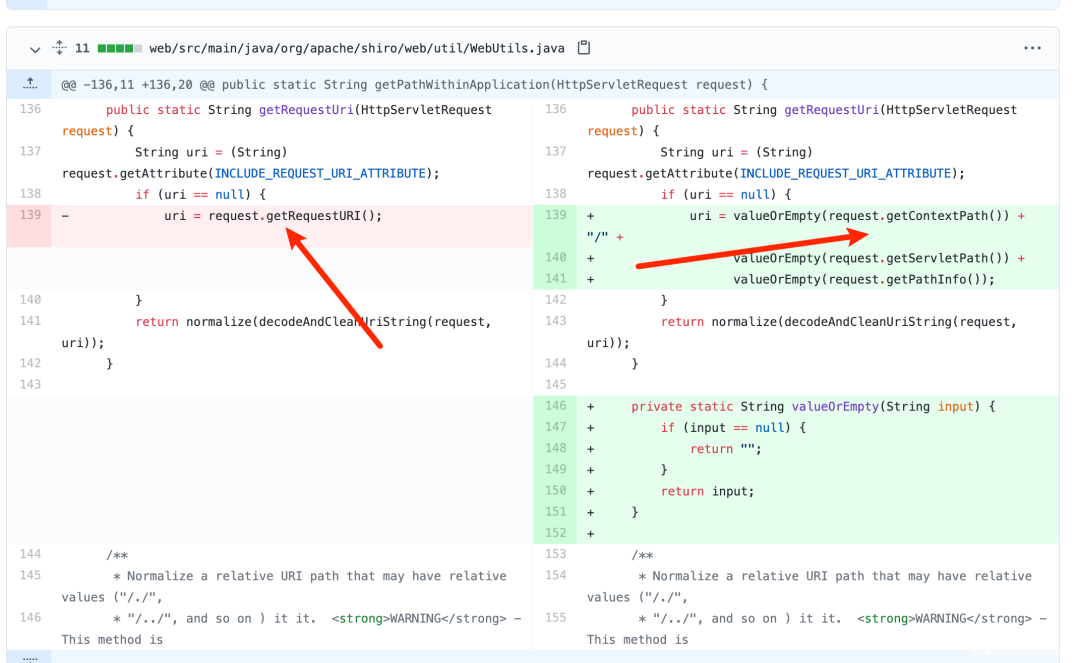 11 web/src/main/java/org/apache/shiro/web/util/WebUtils.java
@@ -136,11 +136,20 @@ public static String getPathWithinApplication(HttpServletRequest request) {
136 public static String getRequestUri(HttpServletRequest
request) {
137 String uri = (String)
request.getAttribute(INCLUDE_REQUEST_URI_ATTRIBUTE);
138 if (uri == null) {
139 - uri = request.getRequestURI();
140 }
141 return normalize(decodeAndCleanUriString(request,
uri));
142 }
143
144 /**
145 * Normalize a relative URI path that may have relative
values ("/./",
146 * "/../", and so on ) it it. <strong>WARNING</strong> –
This method is
136 public static String getRequestUri(HttpServletRequest
request) {
137 String uri = (String)
request.getAttribute(INCLUDE_REQUEST_URI_ATTRIBUTE);
138 if (uri == null) {
139 + uri = valueOrEmpty(request.getContextPath()) +
"/" +
140 + valueOrEmpty(request.getServletPath()) +
141 + valueOrEmpty(request.getPathInfo());
142 }
143 return normalize(decodeAndCleanUriString(request,
uri));
144 }
145
146 + private static String valueOrEmpty(String input) {
147 + if (input == null) {
148 + return "";
149 + }
150 + return input;
151 + }
152 +
153 /**
154 * Normalize a relative URI path that may have relative
values ("/./",
155 * "/../", and so on ) it it. <strong>WARNING</strong> –
This method is